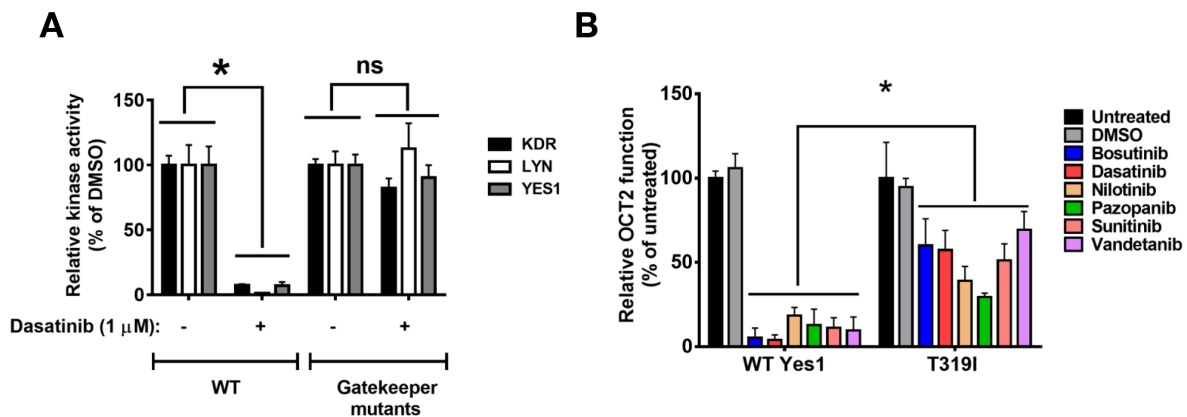 A
Relative kinase activity
(% of DMSO)
150
100
50
0
*
ns
KDR
LYN
YES1
Dasatinib (1 μM): - + - +
WT
Gatekeeper
mutants
B
Relative OCT2 function
(% of untreated)
150
100
50
0
*
WT Yes1 T319I
Untreated
DMSO
Bosutinib
Dasatinib
Nilotinib
Pazopanib
Sunitinib
Vandetanib